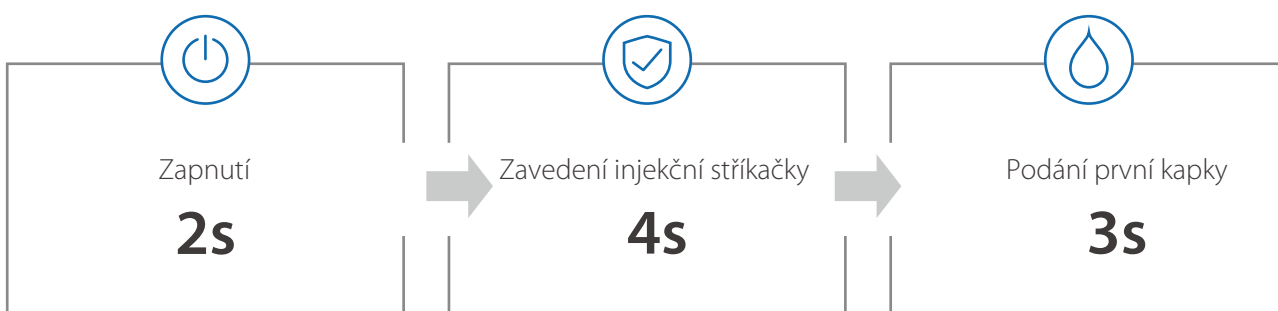 Zapnutí
2s
Zavedení injekční stříkačky
4s
Podání první kapky
3s